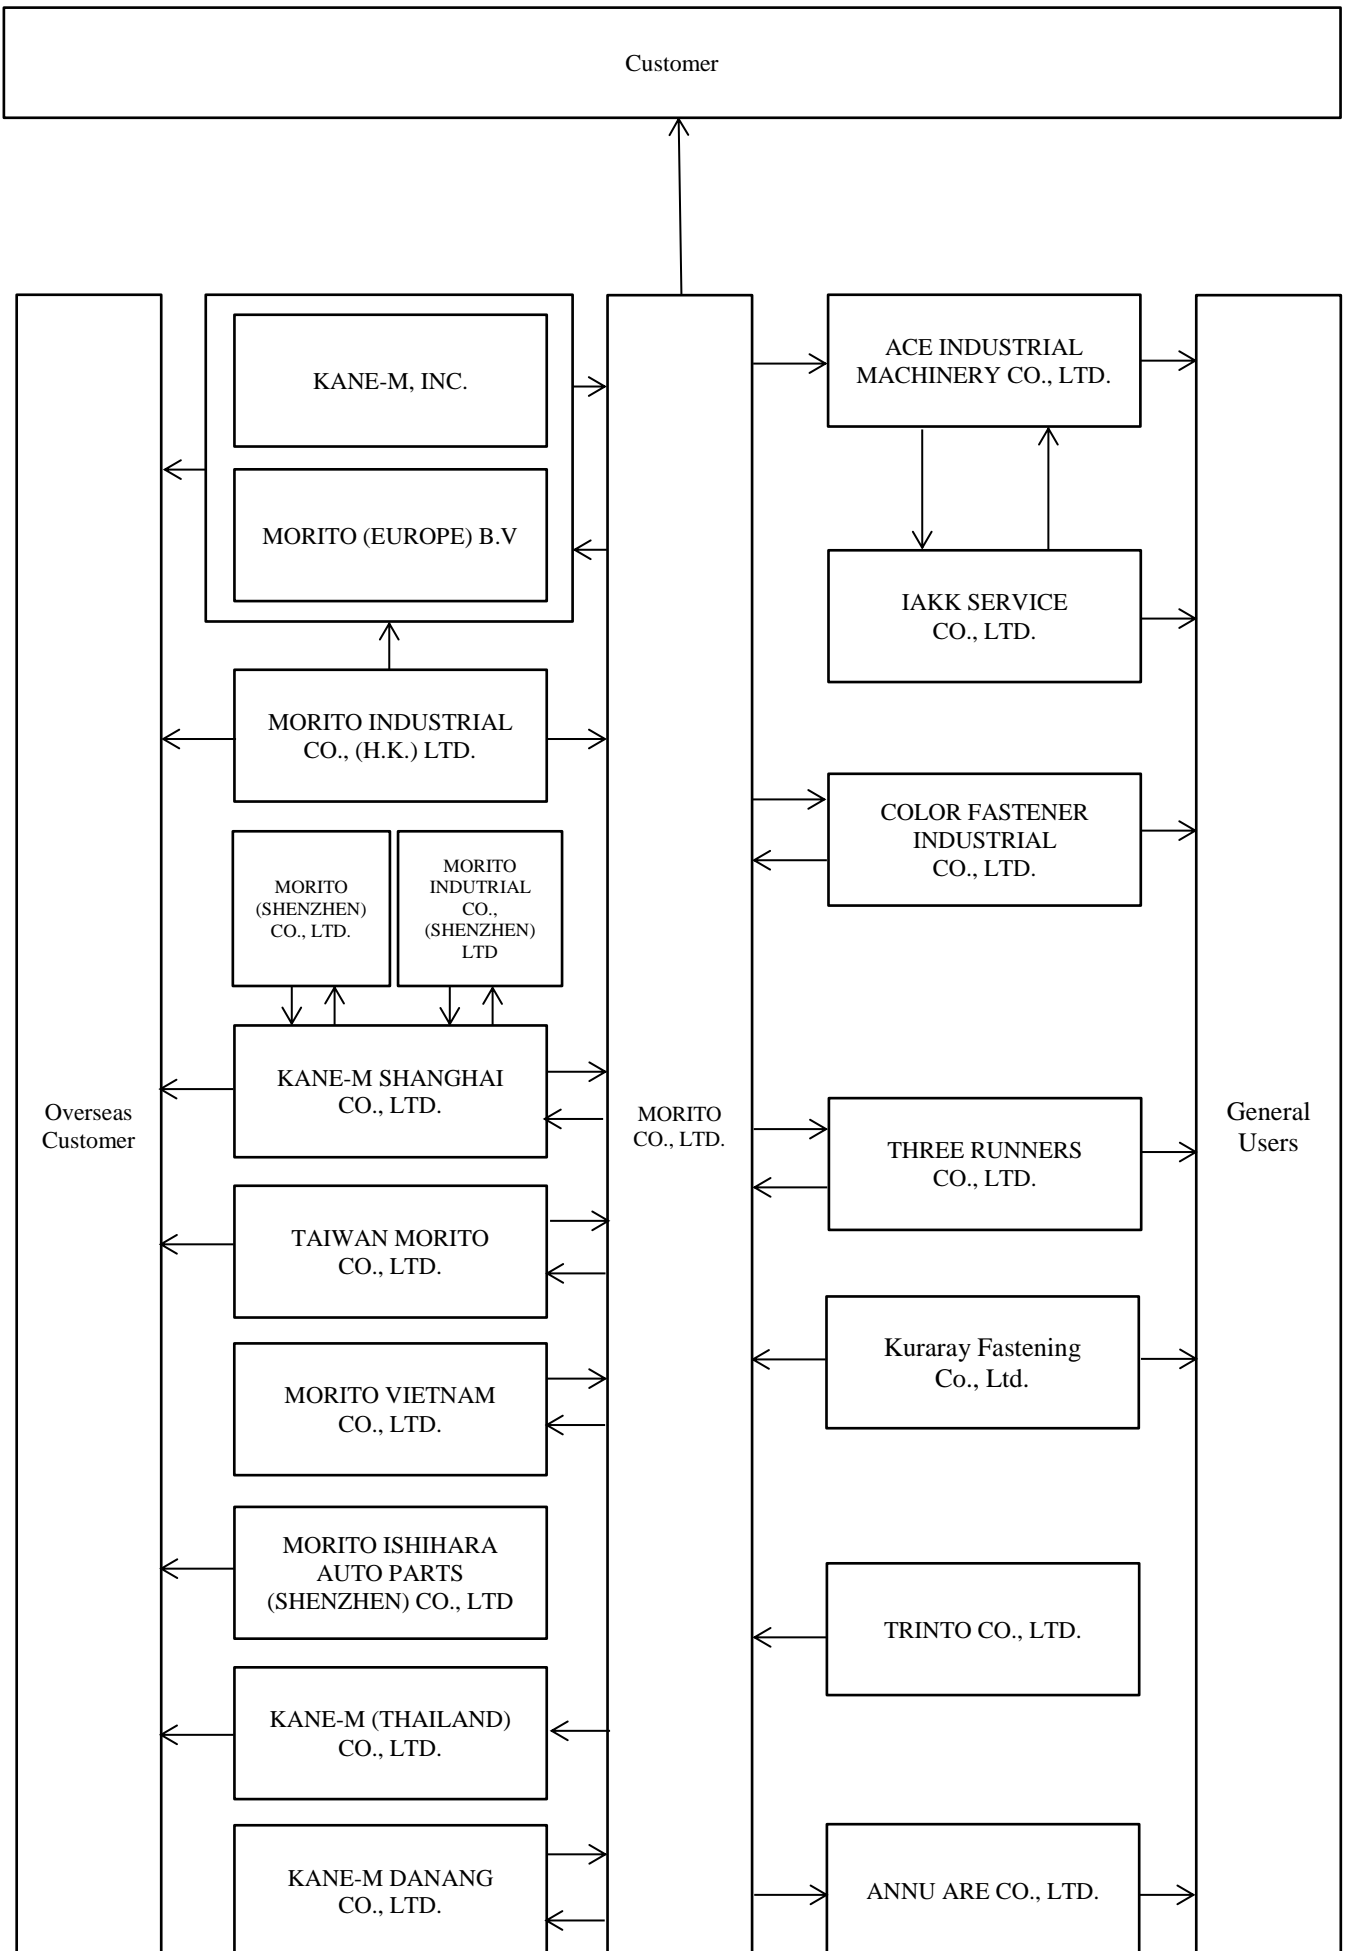 Customer
KANE-M, INC.
MORITO (EUROPE) B.V
MORITO INDUSTRIAL
CO., (H.K.) LTD.
MORITO
(SHENZHEN)
CO., LTD.
MORITO
INDUTRIAL
CO.,
(SHENZHEN)
LTD
KANE-M SHANGHAI
CO., LTD.
TAIWAN MORITO
CO., LTD.
MORITO VIETNAM
CO., LTD.
MORITO ISHIHARA
AUTO PARTS
(SHENZHEN) CO., LTD
KANE-M (THAILAND)
CO., LTD.
KANE-M DANANG
CO., LTD.
Overseas
Customer
MORITO
CO., LTD.
ACE INDUSTRIAL
MACHINERY CO., LTD.
IAKK SERVICE
CO., LTD.
COLOR FASTENER
INDUSTRIAL
CO., LTD.
THREE RUNNERS
CO., LTD.
Kuraray Fastening
Co., Ltd.
TRINTO CO., LTD.
ANNU ARE CO., LTD.
General
Users